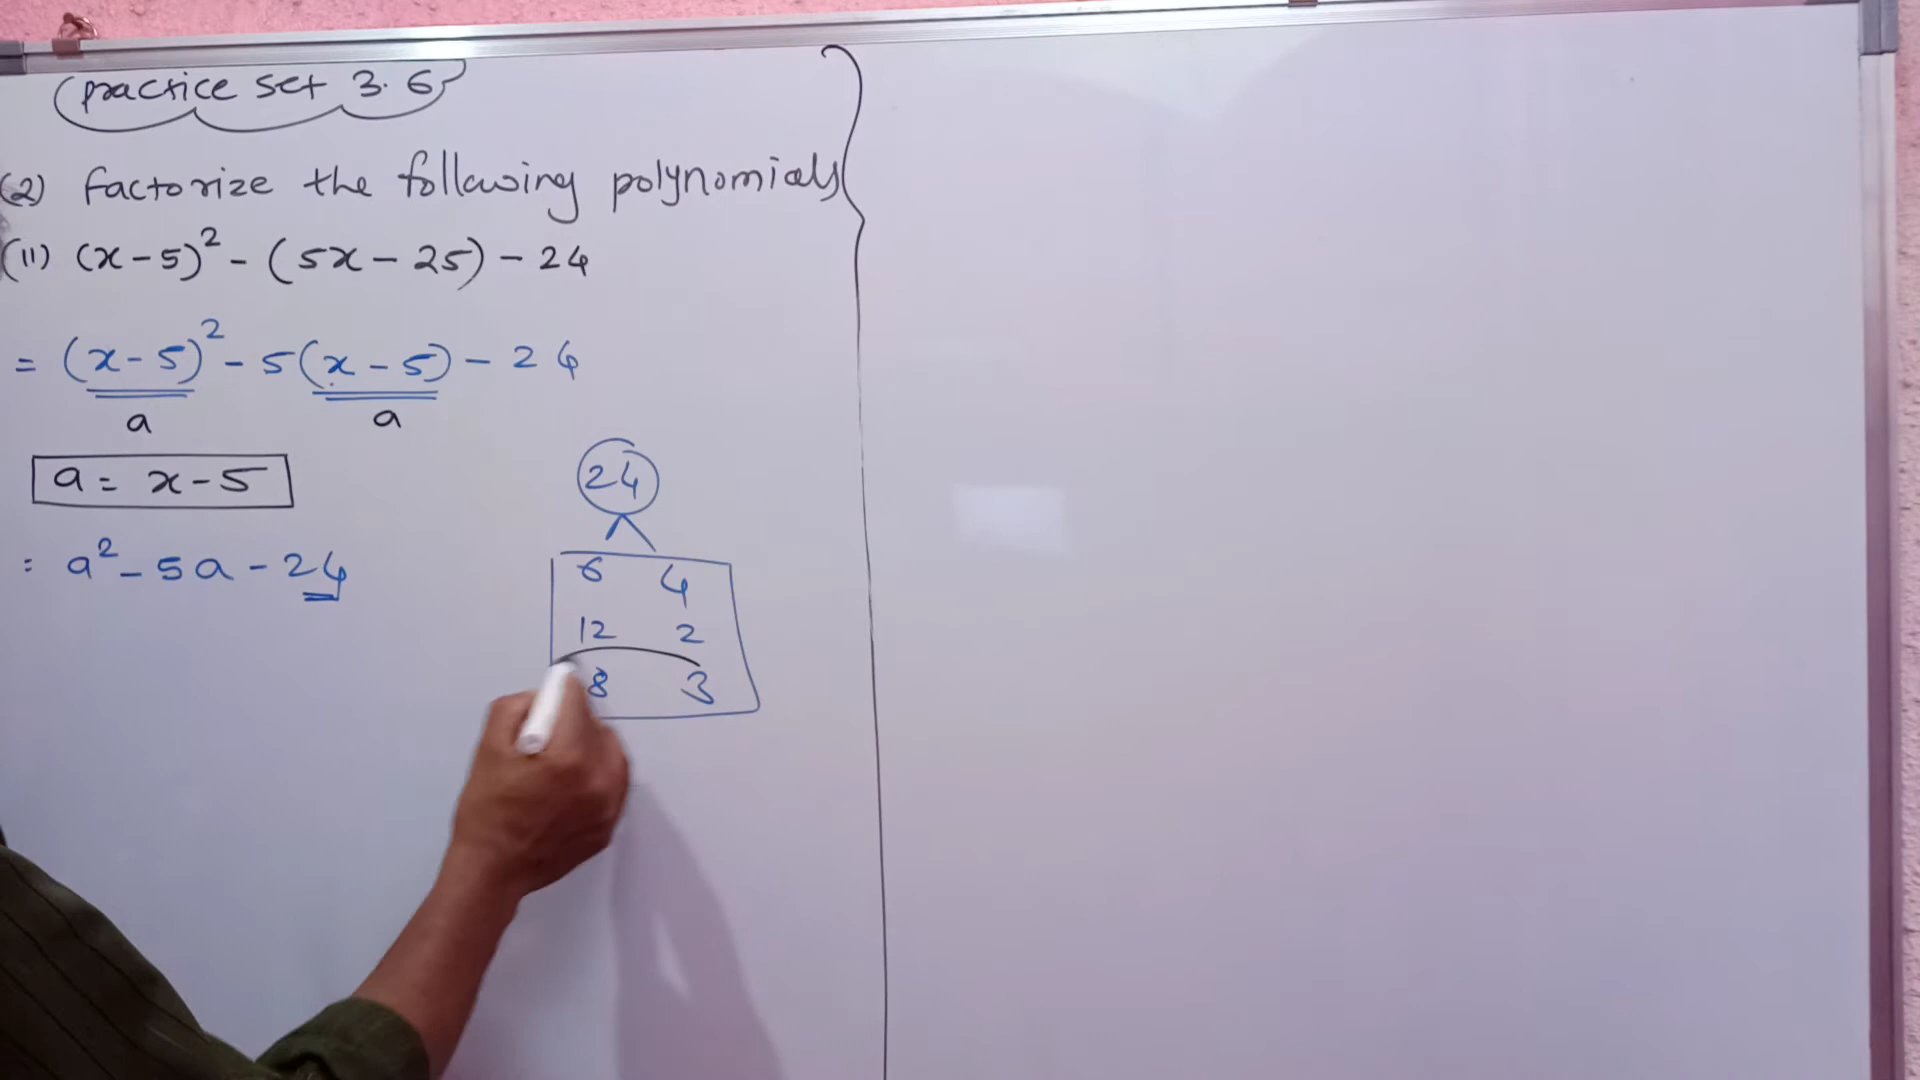 practice set 3.6
(2) Factorize the following polynomials
(11) (x-5)² - (5x - 25) - 24
= (x-5)² - 5(x-5) - 24
a a
a = x-5
= a² - 5a - 24
24
6 4
12 2
8 3